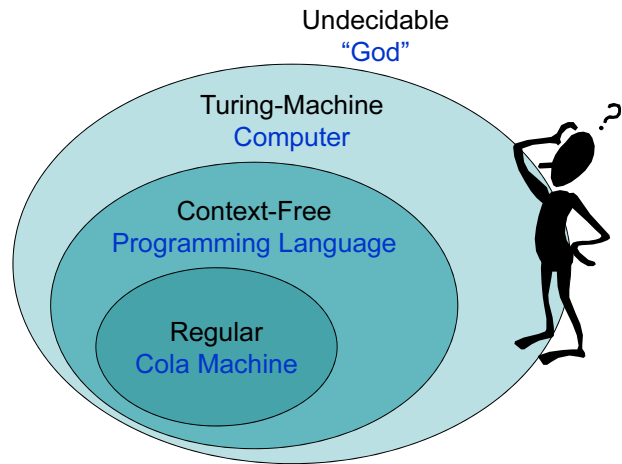 Undecidable
“God”
Turing-Machine
Computer
Context-Free
Programming Language
Regular
Cola Machine
?